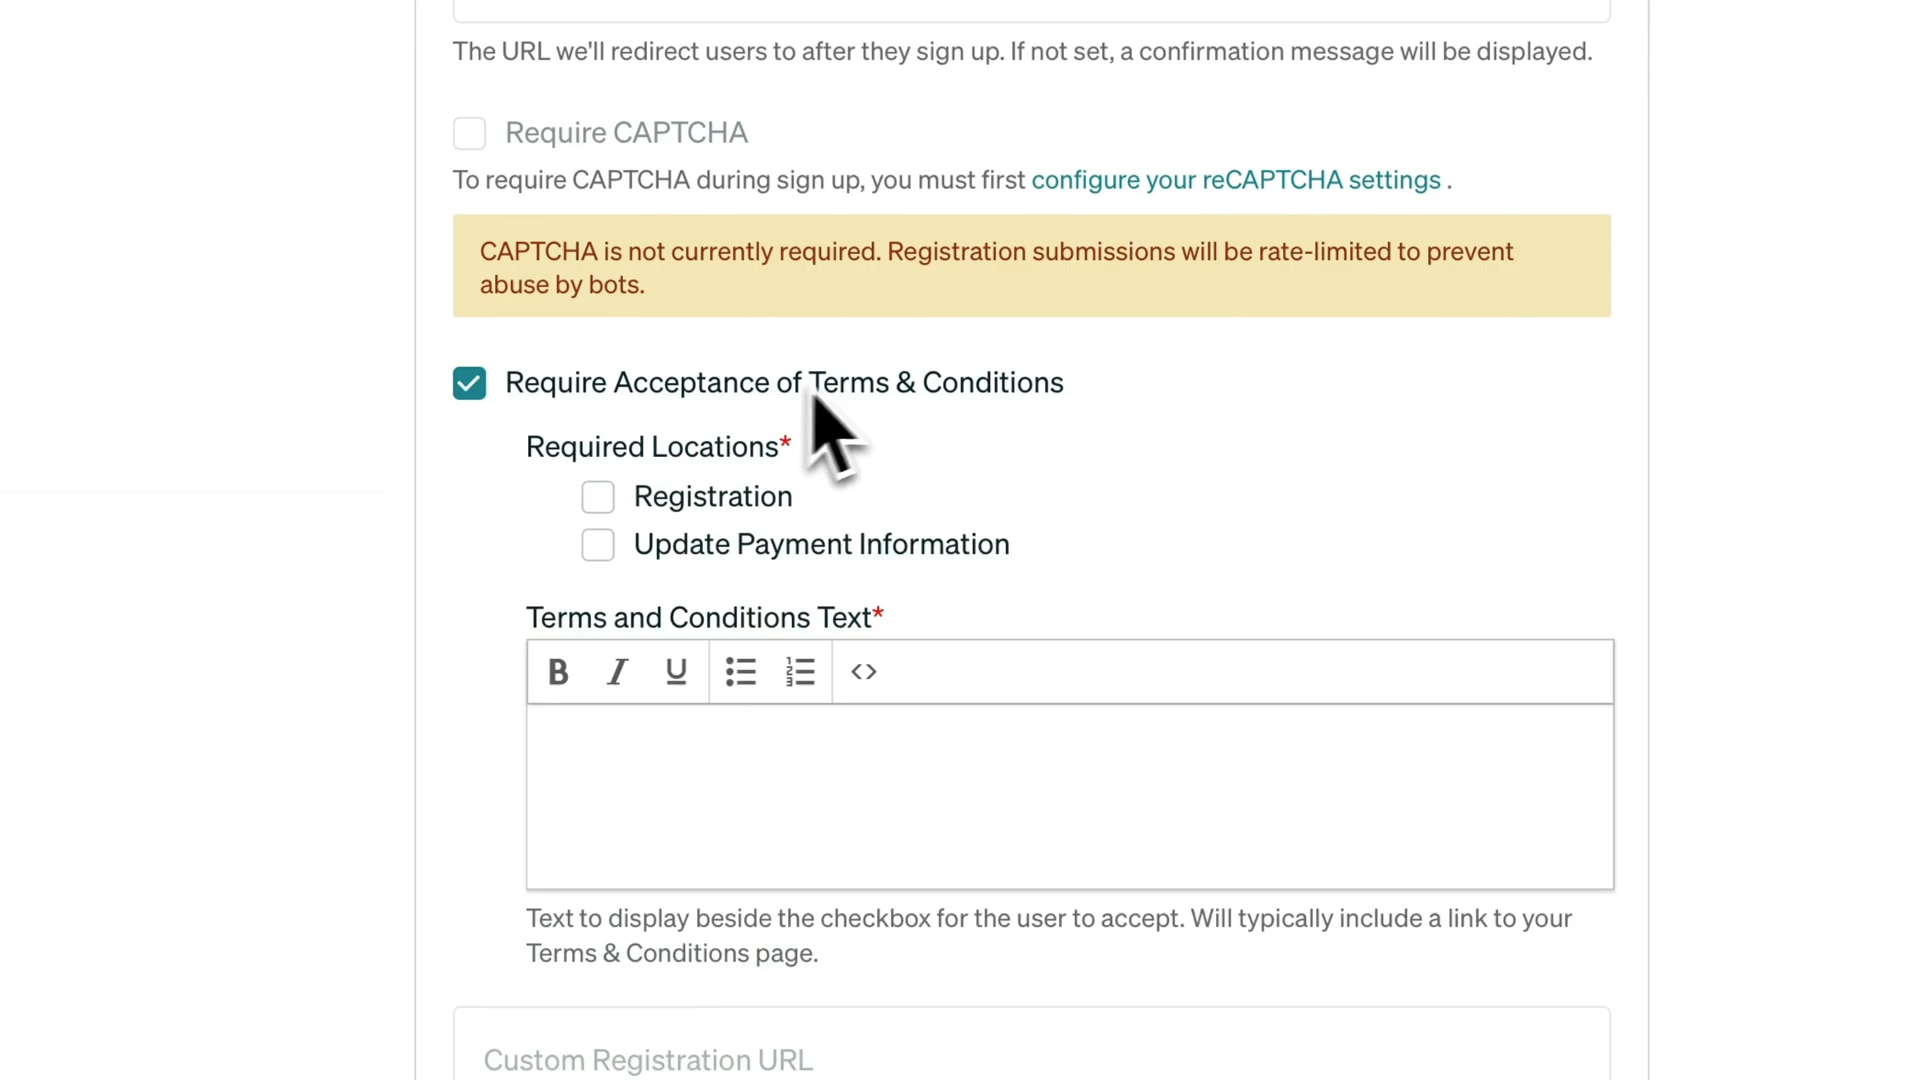 The URL we'll redirect users to after they sign up. If not set, a confirmation message will be displayed.
Require CAPTCHA
To require CAPTCHA during sign up, you must first configure your reCAPTCHA settings .
CAPTCHA is not currently required. Registration submissions will be rate-limited to prevent
abuse by bots.
Require Acceptance of Terms & Conditions
Required Locations*
Registration
Update Payment Information
Terms and Conditions Text*
B I U <>
Text to display beside the checkbox for the user to accept. Will typically include a link to your
Terms & Conditions page.
Custom Registration URL